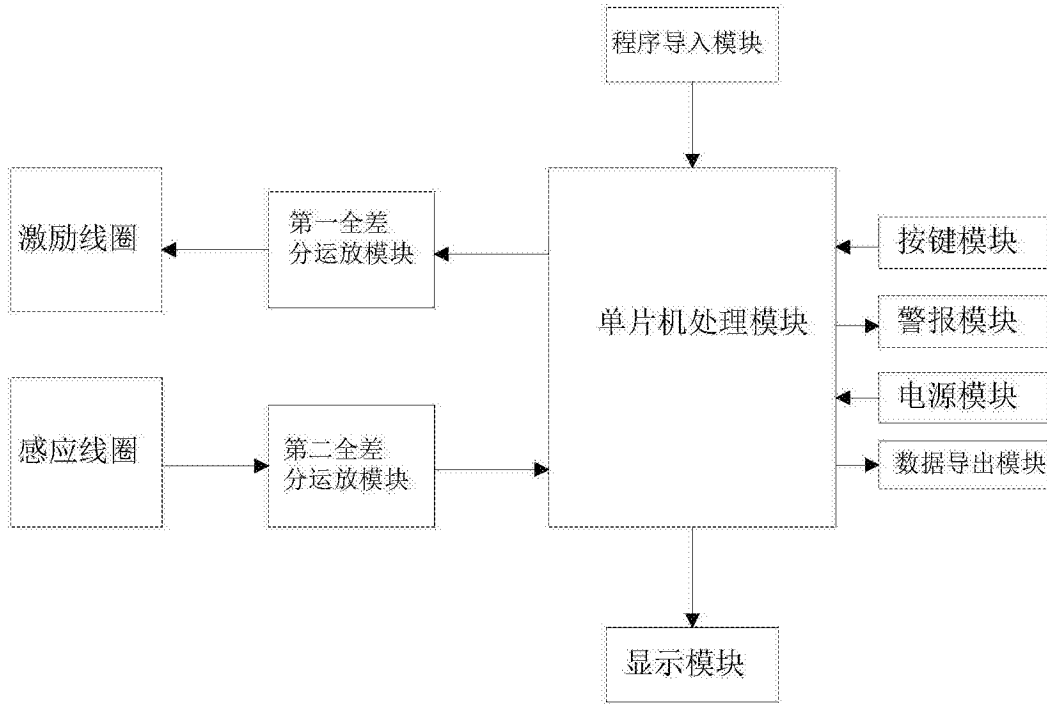 程序导入模块
激励线圈
第一全差
分运放模块
单片机处理模块
按键模块
警报模块
电源模块
数据导出模块
感应线圈
第二全差
分运放模块
显示模块